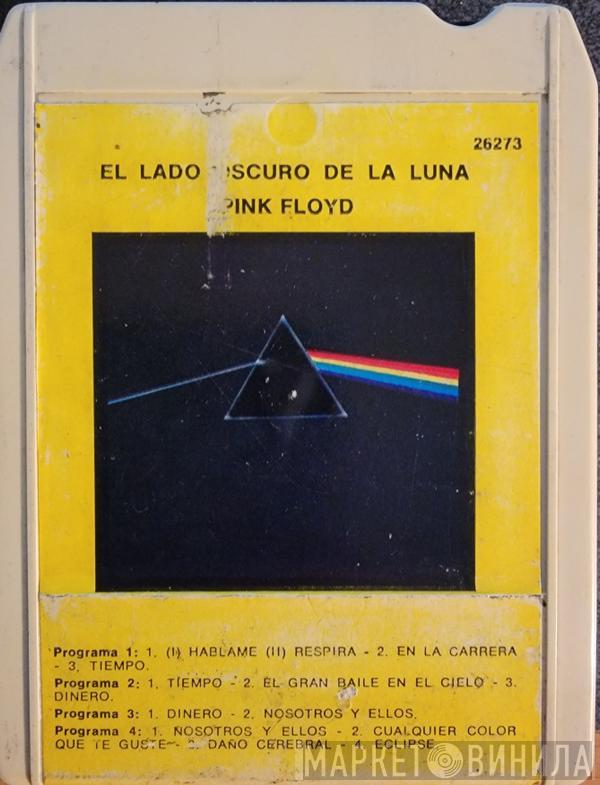 26273
EL LADO OSCURO DE LA LUNA
PINK FLOYD
Programa 1: 1. (I) HABLAME (II) RESPIRA - 2. EN LA CARRERA
- 3. TIEMPO.
Programa 2: 1. TIEMPO - 2. EL GRAN BAILE EN EL CIELO - 3.
DINERO.
Programa 3: 1. DINERO - 2. NOSOTROS Y ELLOS.
Programa 4: 1. NOSOTROS Y ELLOS - 2. CUALQUIER COLOR
QUE TE GUSTE - 3. DAÑO CEREBRAL - 4. ECLIPSE.
МАРКЕТ ВИНИЛА